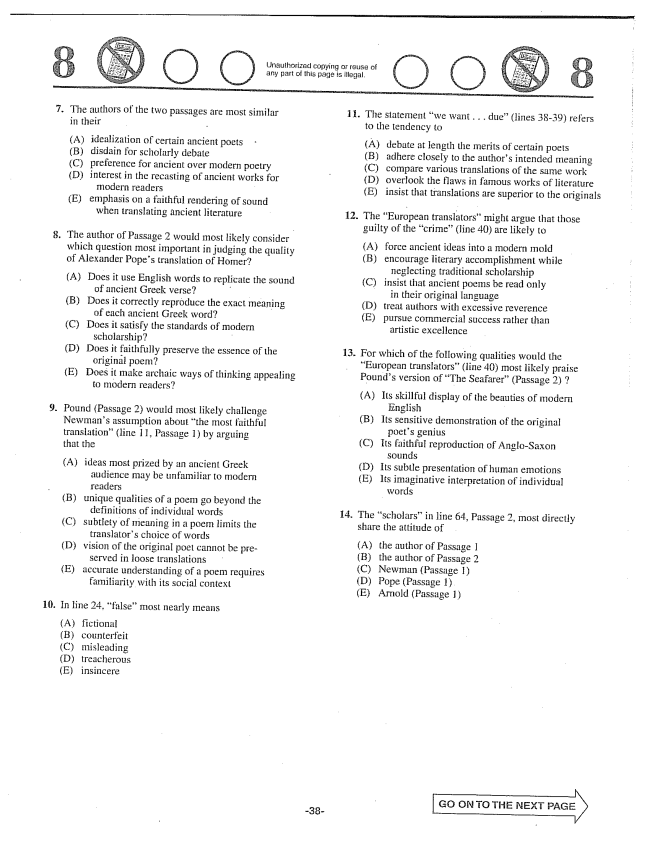 8
Unauthorized copying or reuse of
any part of this page is illegal.
8
7. The authors of the two passages are most similar
in their
(A) idealization of certain ancient poets
(B) disdain for scholarly debate
(C) preference for ancient over modern poetry
(D) interest in the recasting of ancient works for
modern readers
(E) emphasis on a faithful rendering of sound
when translating ancient literature
8. The author of Passage 2 would most likely consider
which question most important in judging the quality
of Alexander Pope's translation of Homer?
(A) Does it use English words to replicate the sound
of ancient Greek verse?
(B) Does it correctly reproduce the exact meaning
of each ancient Greek word?
(C) Does it satisfy the standards of modern
scholarship?
(D) Does it faithfully preserve the essence of the
original poem?
(E) Does it make archaic ways of thinking appealing
to modern readers?
9. Pound (Passage 2) would most likely challenge
Newman's assumption about "the most faithful
translation" (line 11, Passage 1) by arguing
that the
(A) ideas most prized by an ancient Greek
audience may be unfamiliar to modern
readers
(B) unique qualities of a poem go beyond the
definitions of individual words
(C) subtlety of meaning in a poem limits the
translator's choice of words
(D) vision of the original poet cannot be pre-
served in loose translations
(E) accurate understanding of a poem requires
familiarity with its social context
10. In line 24, "false" most nearly means
(A) fictional
(B) counterfeit
(C) misleading
(D) treacherous
(E) insincere
11. The statement "we want . . . due" (lines 38-39) refers
to the tendency to
(A) debate at length the merits of certain poets
(B) adhere closely to the author's intended meaning
(C) compare various translations of the same work
(D) overlook the flaws in famous works of literature
(E) insist that translations are superior to the originals
12. The "European translators" might argue that those
guilty of the "crime" (line 40) are likely to
(A) force ancient ideas into a modern mold
(B) encourage literary accomplishment while
neglecting traditional scholarship
(C) insist that ancient poems be read only
in their original language
(D) treat authors with excessive reverence
(E) pursue commercial success rather than
artistic excellence
13. For which of the following qualities would the
"European translators" (line 40) most likely praise
Pound's version of "The Seafarer" (Passage 2) ?
(A) Its skillful display of the beauties of modern
English
(B) Its sensitive demonstration of the original
poet's genius
(C) Its faithful reproduction of Anglo-Saxon
sounds
(D) Its subtle presentation of human emotions
(E) Its imaginative interpretation of individual
words
14. The "scholars" in line 64, Passage 2, most directly
share the attitude of
(A) the author of Passage 1
(B) the author of Passage 2
(C) Newman (Passage 1)
(D) Pope (Passage 1)
(E) Arnold (Passage 1)
-38-
GO ON TO THE NEXT PAGE